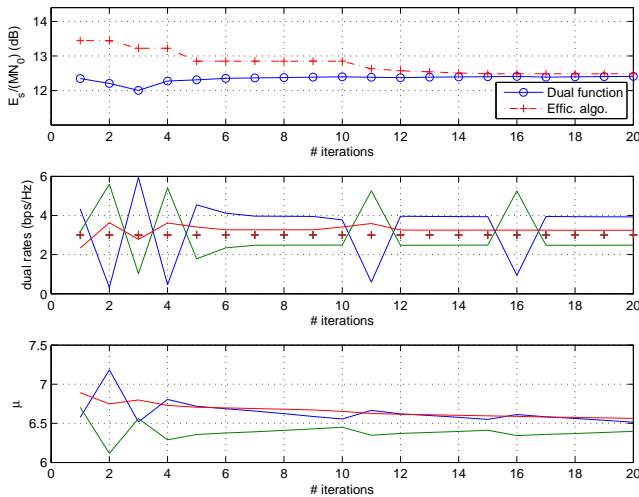 14
13
12
E_s/(MN_0) (dB)
Dual function
Effic. algo.
0 2 4 6 8 10 12 14 16 18 20
# iterations
6
4
2
0
dual rates (bps/Hz)
0 2 4 6 8 10 12 14 16 18 20
# iterations
7.5
7
6.5
6
μ
0 2 4 6 8 10 12 14 16 18 20
# iterations